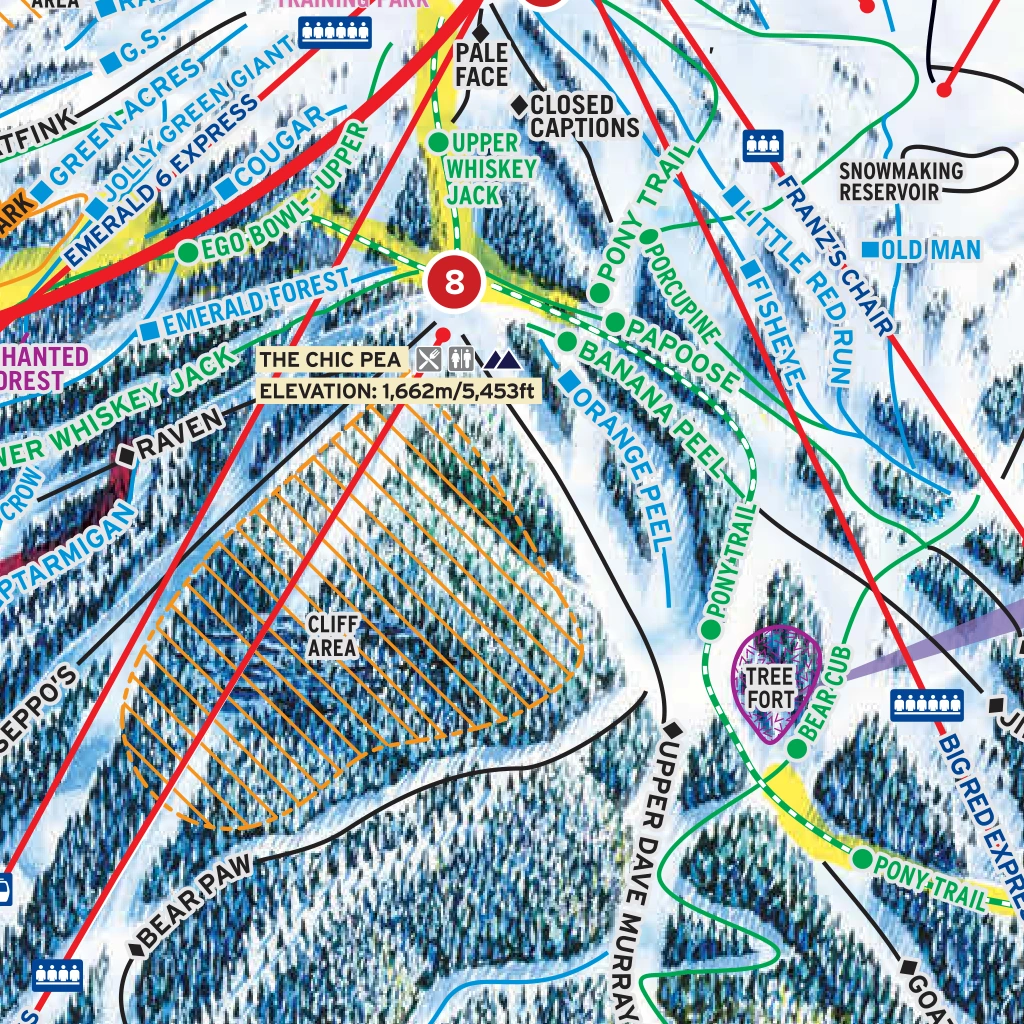 AREA
TRAINING PARK
G.S.
PALE
FACE
CLOSED
CAPTIONS
GREEN ACRES
JOLLY GREEN GIANT
EMERALD 6 EXPRESS
COUGAR
EGO BOWL - UPPER
UPPER
WHISKEY
JACK
PONY TRAIL
SNOWMAKING
RESERVOIR
FRANZ'S CHAIR
LITTLE RED RUN
OLD MAN
FISHEYE
PORCUPINE
8
EMERALD FOREST
PAPOOSE
BANANA PEEL
THE CHIC PEA
ELEVATION: 1,662m/5,453ft
ORANGE PEEL
WHISKEY JACK
RAVEN
CROW
PTARMIGAN
PONY TRAIL
CLIFF
AREA
TREE
FORT
BEAR CUB
SEPPO'S
UPPER DAVE MURRAY
BIG RED EXPRE
BEAR PAW
PONY TRAIL
GOA